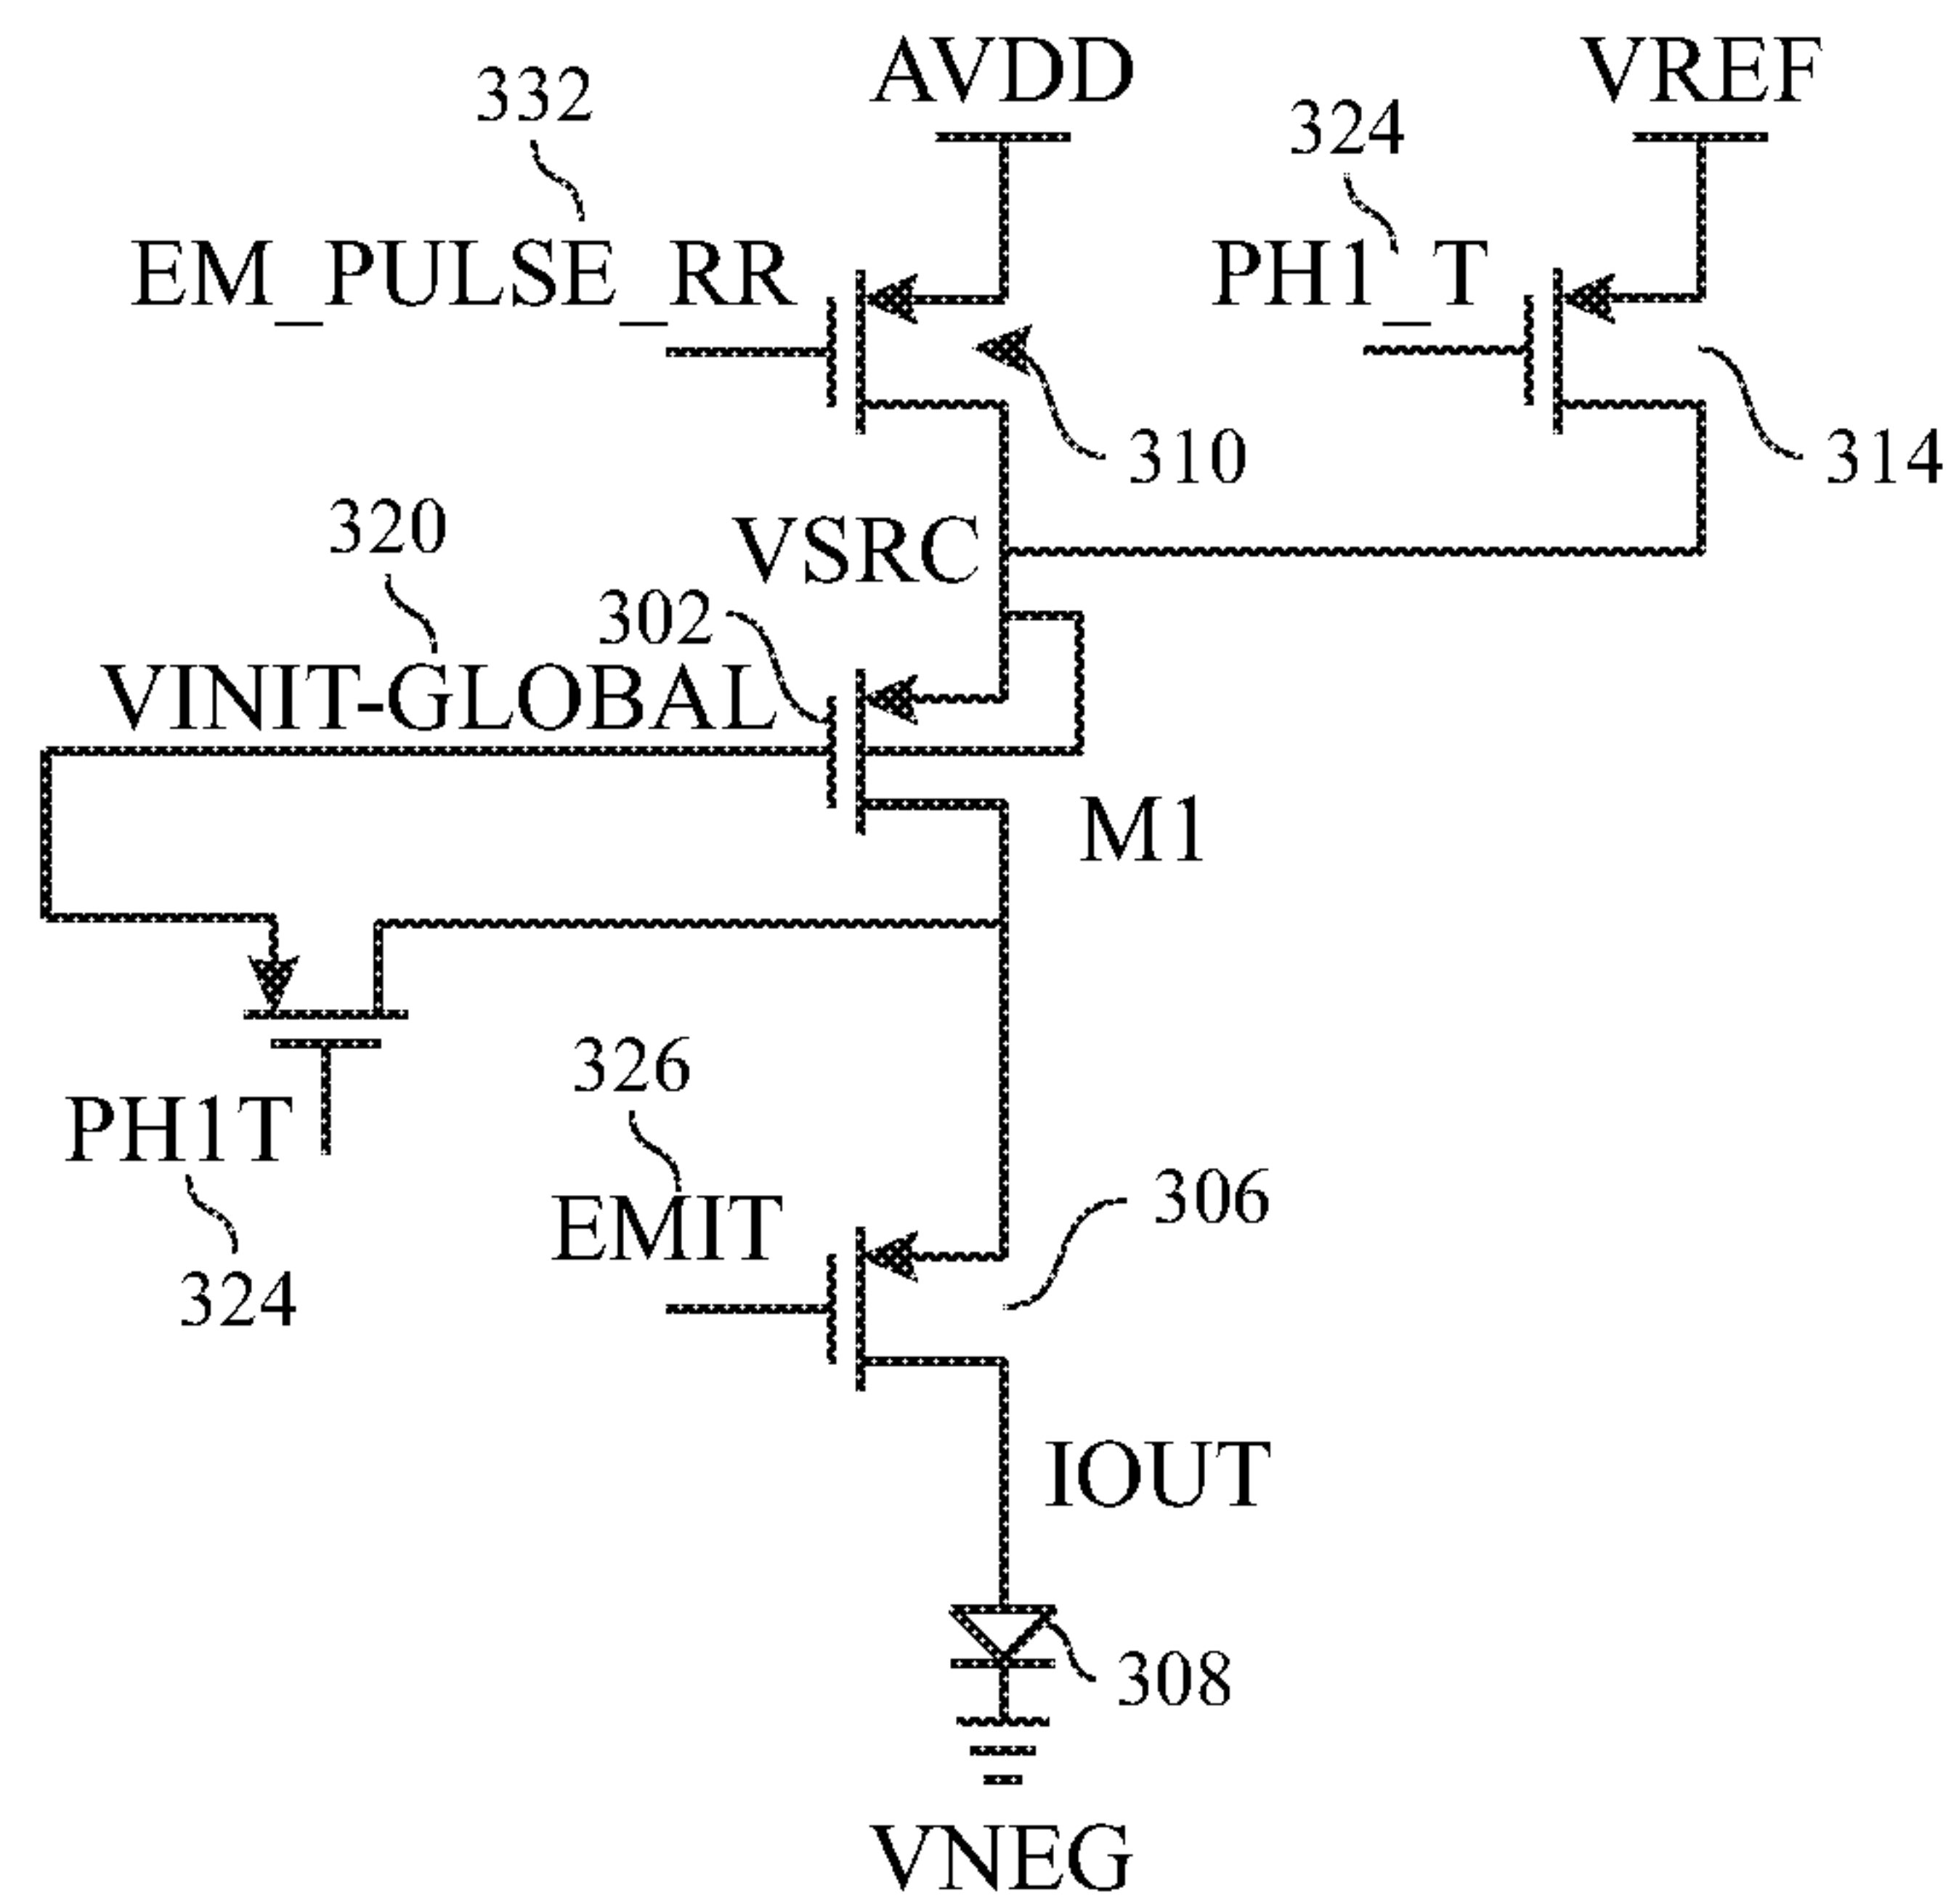 AVDD
VREF
332
324
EM_PULSE_RR
PH1_T
310
314
320
VSRC
302
VINIT-GLOBAL
M1
326
PH1T
EMIT
306
324
IOUT
308
VNEG